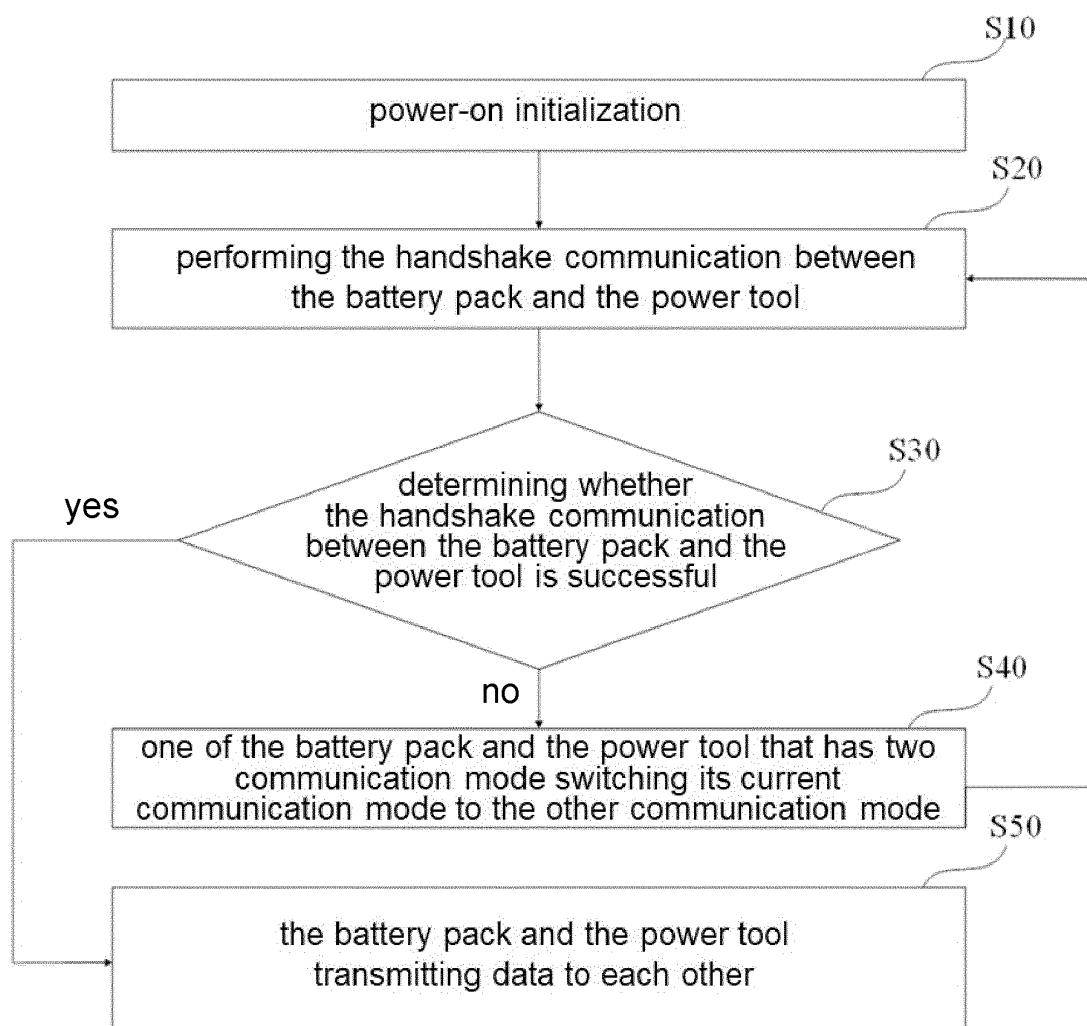 S10
power-on initialization
S20
performing the handshake communication between
the battery pack and the power tool
S30
determining whether
the handshake communication
between the battery pack and the
power tool is successful
yes
no
S40
one of the battery pack and the power tool that has two
communication mode switching its current
communication mode to the other communication mode
S50
the battery pack and the power tool
transmitting data to each other